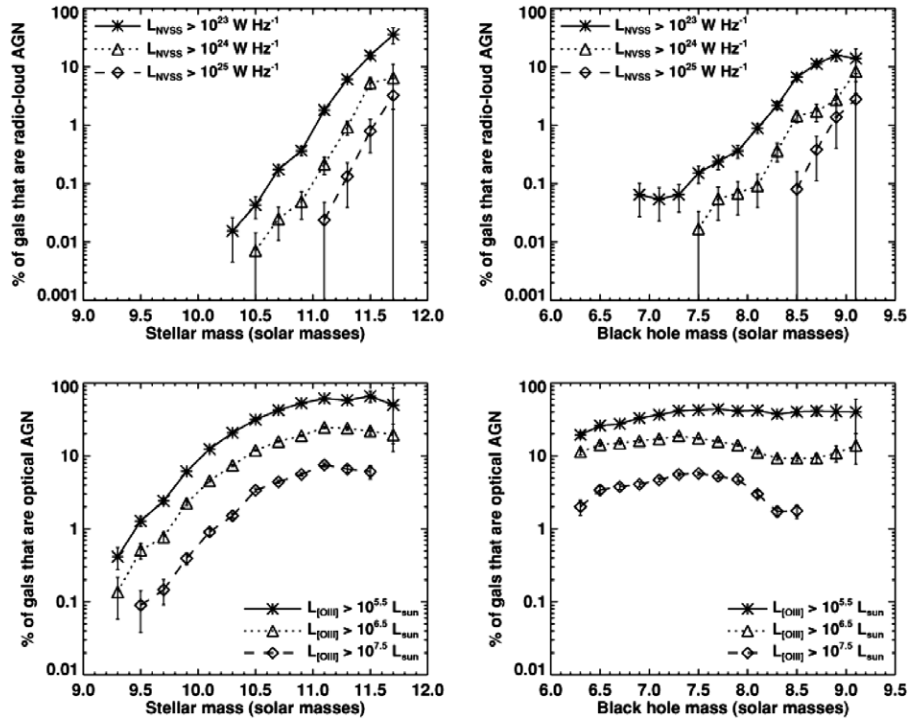 L_NVSS > 10^23 W Hz^-1
L_NVSS > 10^24 W Hz^-1
L_NVSS > 10^25 W Hz^-1
% of gals that are radio-loud AGN
100
10
1
0.1
0.01
0.001
9.0 9.5 10.0 10.5 11.0 11.5 12.0
Stellar mass (solar masses)
L_NVSS > 10^23 W Hz^-1
L_NVSS > 10^24 W Hz^-1
L_NVSS > 10^25 W Hz^-1
% of gals that are radio-loud AGN
100
10
1
0.1
0.01
0.001
6.0 6.5 7.0 7.5 8.0 8.5 9.0 9.5
Black hole mass (solar masses)
% of gals that are optical AGN
100
10
1
0.1
0.01
L_[OIII] > 10^5.5 L_sun
L_[OIII] > 10^6.5 L_sun
L_[OIII] > 10^7.5 L_sun
9.0 9.5 10.0 10.5 11.0 11.5 12.0
Stellar mass (solar masses)
% of gals that are optical AGN
100
10
1
0.1
0.01
L_[OIII] > 10^5.5 L_sun
L_[OIII] > 10^6.5 L_sun
L_[OIII] > 10^7.5 L_sun
6.0 6.5 7.0 7.5 8.0 8.5 9.0 9.5
Black hole mass (solar masses)